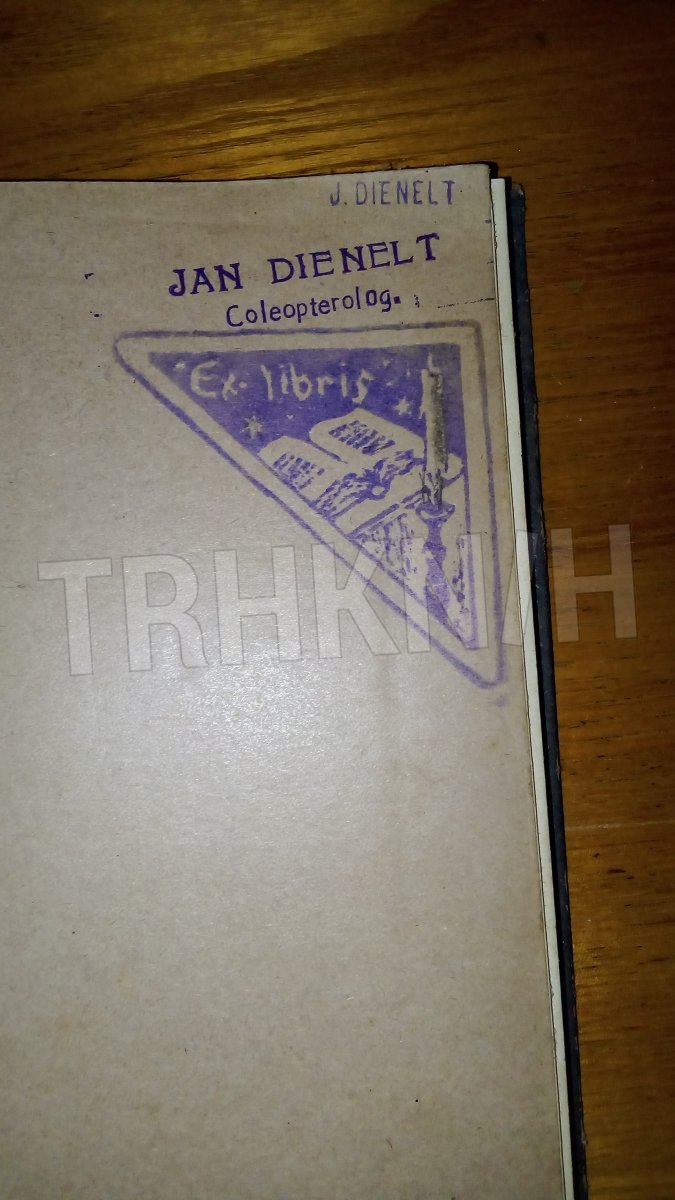 J. DIENELT
JAN DIENELT
Coleopterolog.
"Ex-libris"
TRHKNIH